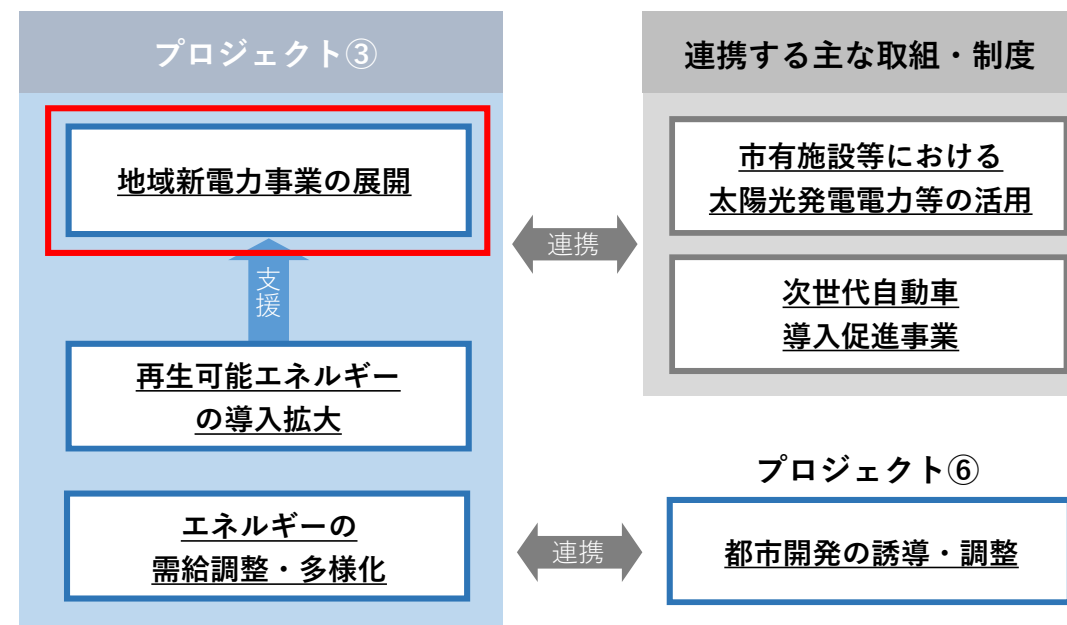 プロジェクト③
地域新電力事業の展開
支援
再生可能エネルギー
の導入拡大
エネルギーの
需給調整・多様化
連携
連携する主な取組・制度
市有施設等における
太陽光発電電力等の活用
次世代自動車
導入促進事業
連携
プロジェクト⑥
都市開発の誘導・調整